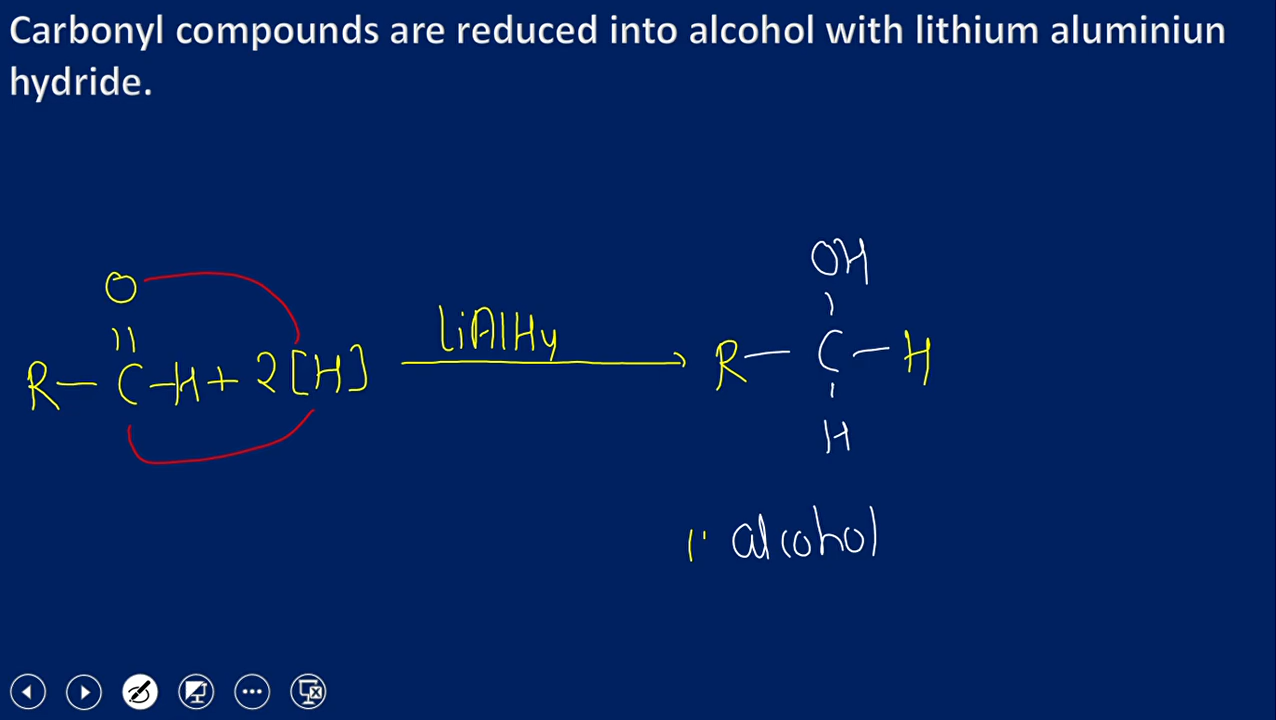 Carbonyl compounds are reduced into alcohol with lithium aluminiun
hydride.
OH
O
||
R—C—H+2[H]
LiAlH4
R—C—H
H
1° alcohol